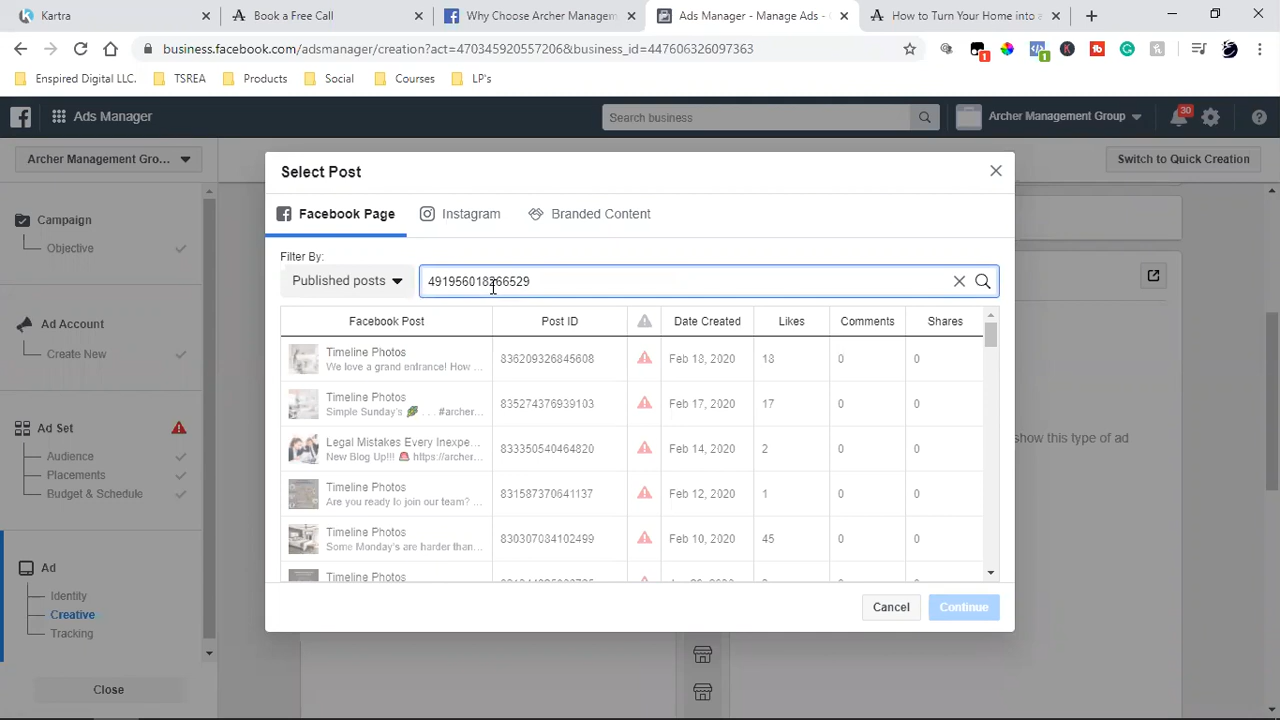 Kartra
Book a Free Call
Why Choose Archer Managem
Ads Manager - Manage Ads -
How to Turn Your Home into a
business.facebook.com/adsmanager/creation?act=470345920557206&business_id=447606326097363
1
1
Enspired Digital LLC.
TSREA
Products
Social
Courses
LP's
Ads Manager
Search business
Archer Management Group
30
Archer Management Gro...
Switch to Quick Creation
Campaign
Objective
Ad Account
Create New
Ad Set
Audience
Placements
Budget & Schedule
Ad
Identity
Creative
Tracking
Close
Select Post
Facebook Page
Instagram
Branded Content
Filter By:
Published posts
491956018266529
Facebook Post
Post ID
Date Created
Likes
Comments
Shares
Timeline Photos
We love a grand entrance! How ...
836209326845608
Feb 18, 2020
18
0
0
Timeline Photos
Simple Sunday's . . . #archer...
835274376939103
Feb 17, 2020
17
0
0
Legal Mistakes Every Inexpe...
New Blog Up!!! https://archer...
833350540464820
Feb 14, 2020
2
0
0
Timeline Photos
Are you ready to join our team? ...
831587370641137
Feb 12, 2020
1
0
0
Timeline Photos
Some Monday's are harder than...
830307084102499
Feb 10, 2020
45
0
0
Timeline Photos
Cancel
Continue
show this type of ad